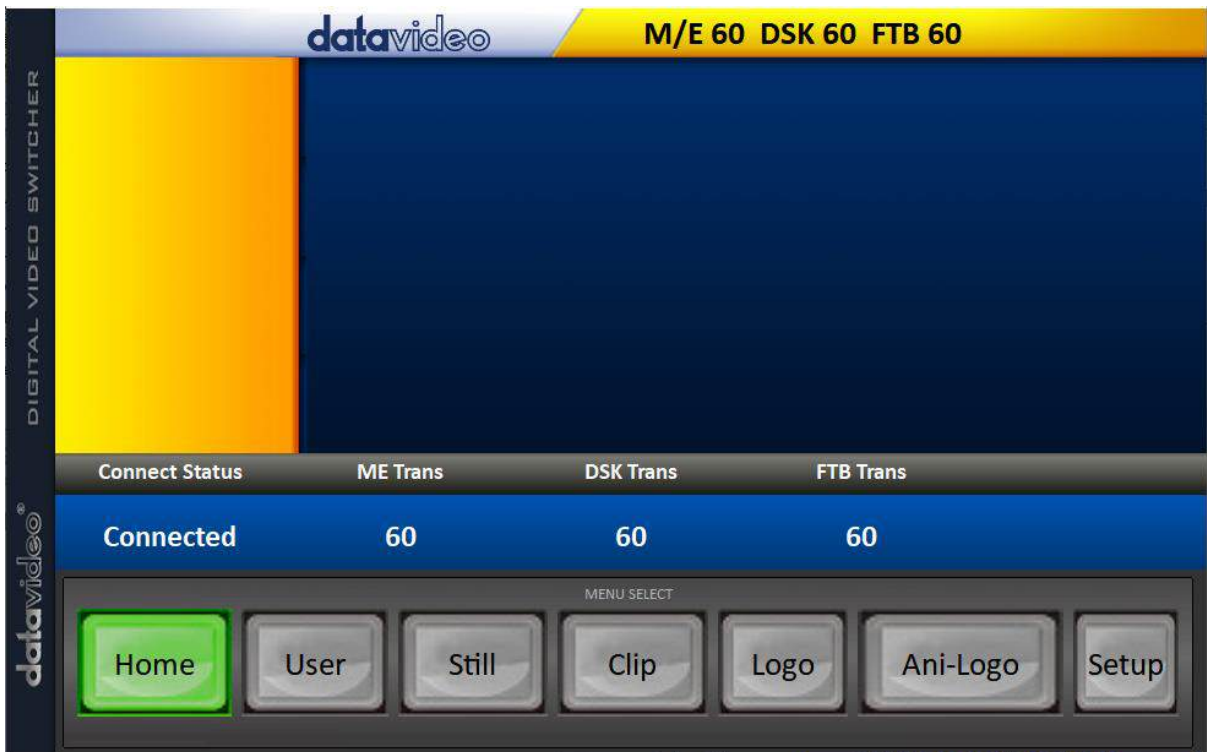 datavideo
M/E 60 DSK 60 FTB 60
DIGITAL VIDEO SWITCHER
datavideo®
Connect Status ME Trans DSK Trans FTB Trans
Connected 60 60 60
MENU SELECT
Home User Still Clip Logo Ani-Logo Setup